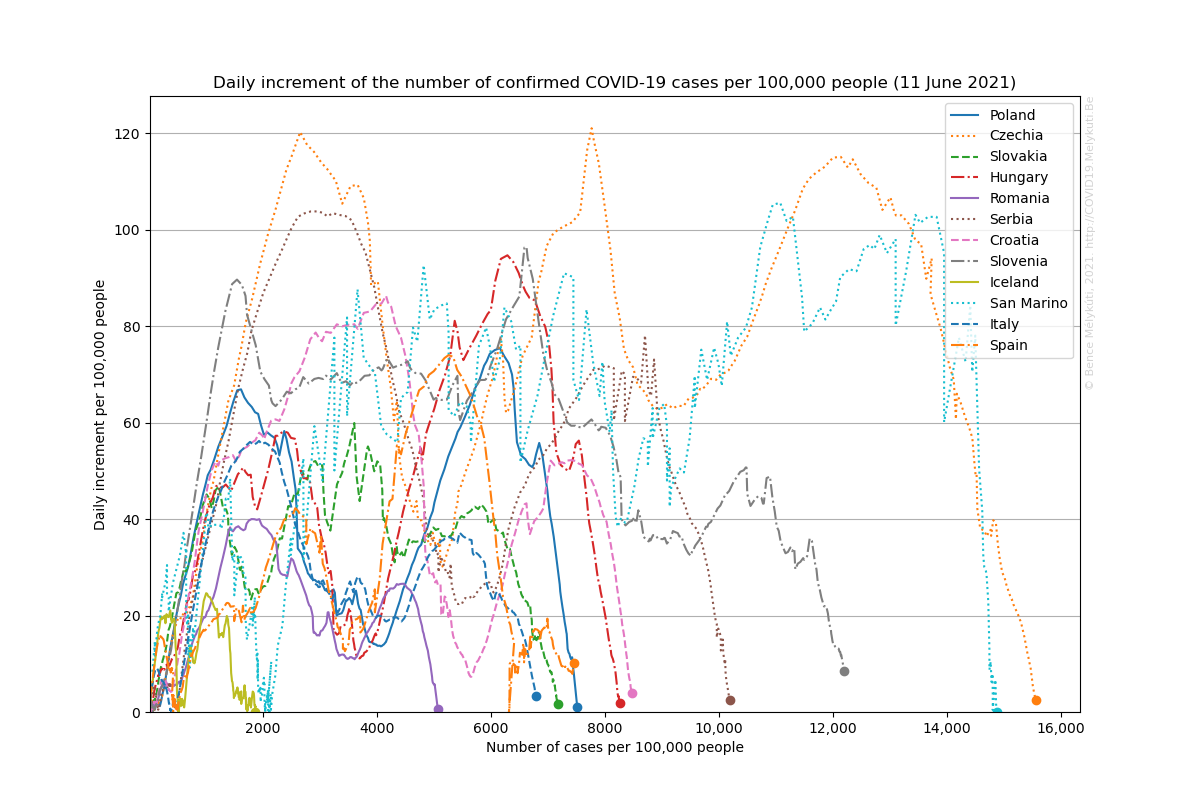 Daily increment of the number of confirmed COVID-19 cases per 100,000 people (11 June 2021)
120
100
80
60
40
20
0
Daily increment per 100,000 people
2000
4000
6000
8000
10,000
12,000
14,000
16,000
Number of cases per 100,000 people
Poland
Czechia
Slovakia
Hungary
Romania
Serbia
Croatia
Slovenia
Iceland
San Marino
Italy
Spain
© Bence Mélykúti, 2021 http://COVID19.Melykuti.Be